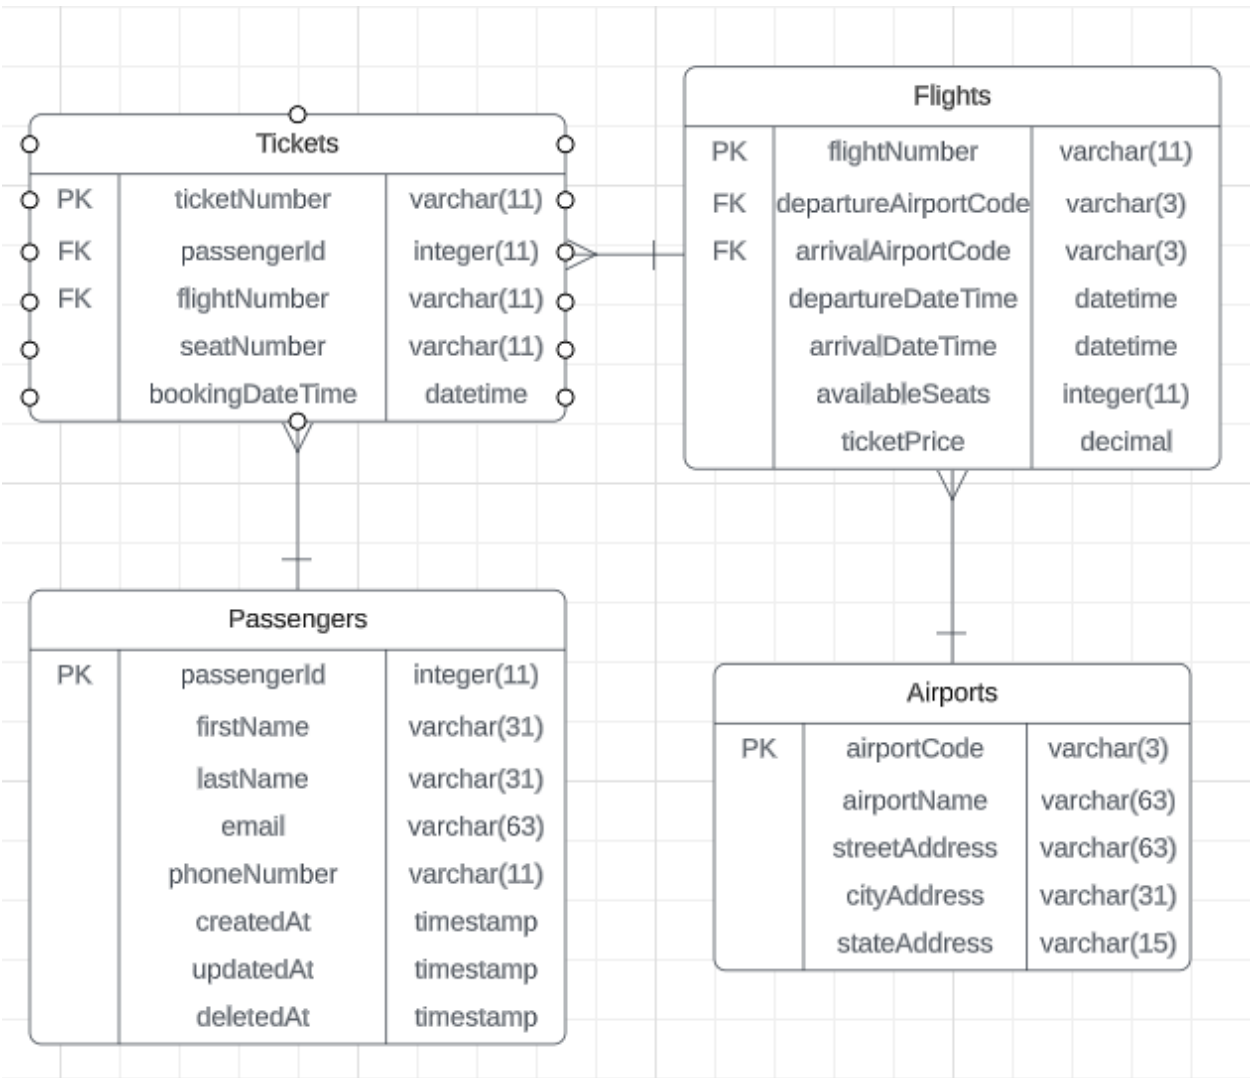 Tickets
PK ticketNumber varchar(11)
FK passengerId integer(11)
FK flightNumber varchar(11)
seatNumber varchar(11)
bookingDateTime datetime
Flights
PK flightNumber varchar(11)
FK departureAirportCode varchar(3)
FK arrivalAirportCode varchar(3)
departureDateTime datetime
arrivalDateTime datetime
availableSeats integer(11)
ticketPrice decimal
Passengers
PK passengerId integer(11)
firstName varchar(31)
lastName varchar(31)
email varchar(63)
phoneNumber varchar(11)
createdAt timestamp
updatedAt timestamp
deletedAt timestamp
Airports
PK airportCode varchar(3)
airportName varchar(63)
streetAddress varchar(63)
cityAddress varchar(31)
stateAddress varchar(15)